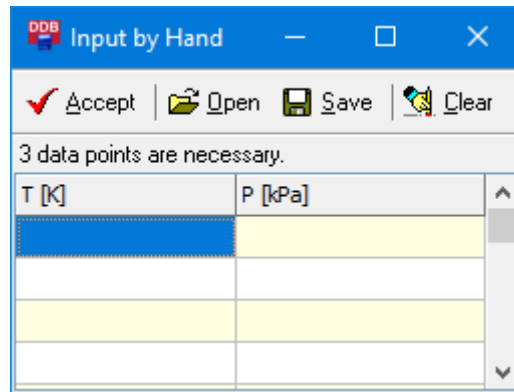 DDB Input by Hand
Accept Open Save Clear
3 data points are necessary.
T [K] P [kPa]